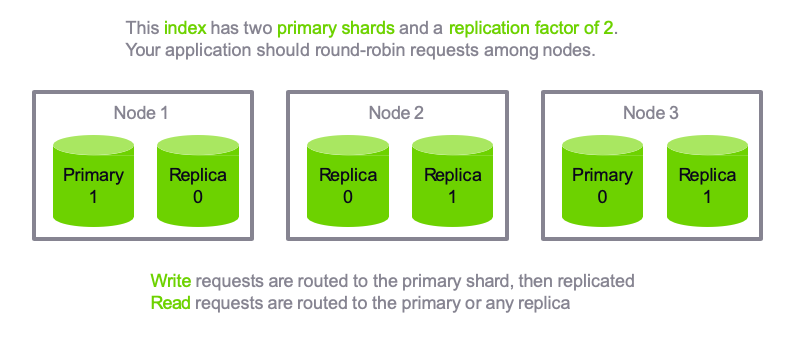 This index has two primary shards and a replication factor of 2.
Your application should round-robin requests among nodes.
Node 1
Primary
1
Replica
0
Node 2
Replica
0
Replica
1
Node 3
Primary
0
Replica
1
Write requests are routed to the primary shard, then replicated
Read requests are routed to the primary or any replica